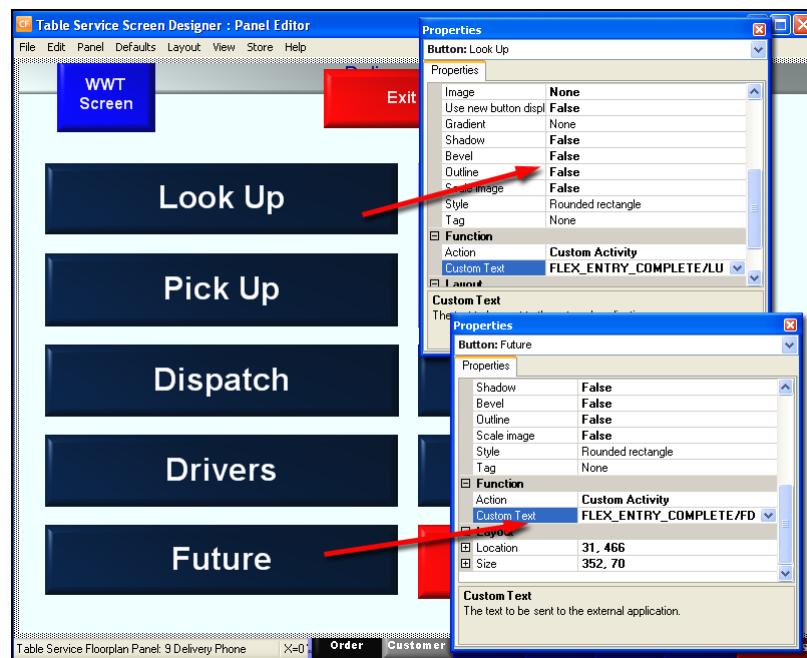 CF Table Service Screen Designer : Panel Editor
File Edit Panel Defaults Layout View Store Help
WWT
Screen
Exit
Look Up
Pick Up
Dispatch
Drivers
Future
Table Service Floorplan Panel: 9 Delivery Phone X=0
Order Customer
Properties
Button: Look Up
Properties
Image None
Use new button displ False
Gradient None
Shadow False
Bevel False
Outline False
Scale image False
Style Rounded rectangle
Tag None
Function
Action Custom Activity
Custom Text FLEX_ENTRY_COMPLETE/LU
Layout
Custom Text
Properties
Button: Future
Properties
Shadow False
Bevel False
Outline False
Scale image False
Style Rounded rectangle
Tag None
Function
Action Custom Activity
Custom Text FLEX_ENTRY_COMPLETE/FD
Layout
Location 31, 466
Size 352, 70
Custom Text
The text to be sent to the external application.